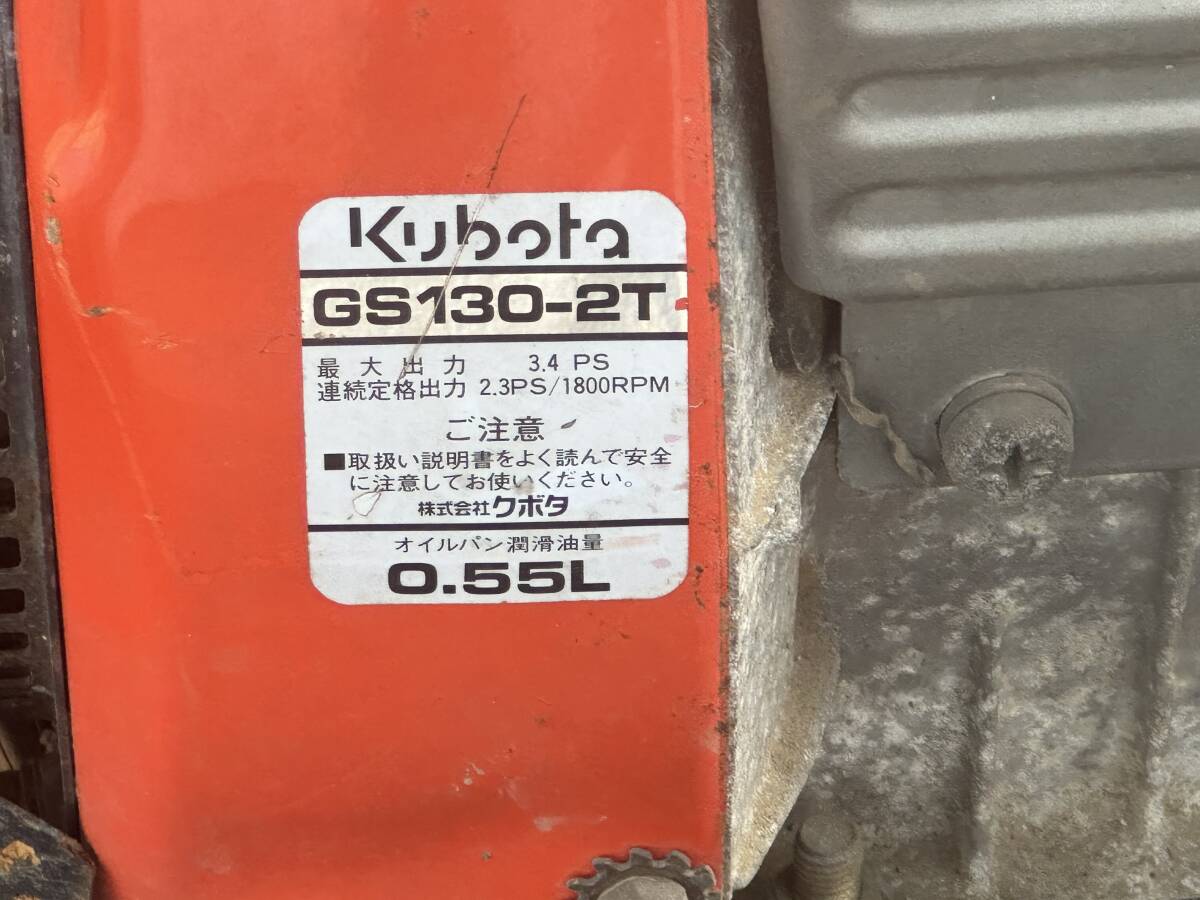 Kubota
GS130-2T
最大出力 3.4 PS
連続定格出力 2.3PS/1800RPM
ご注意
■取扱い説明書をよく読んで安全
に注意してお使いください。
株式会社クボタ
オイルパン潤滑油量
0.55L